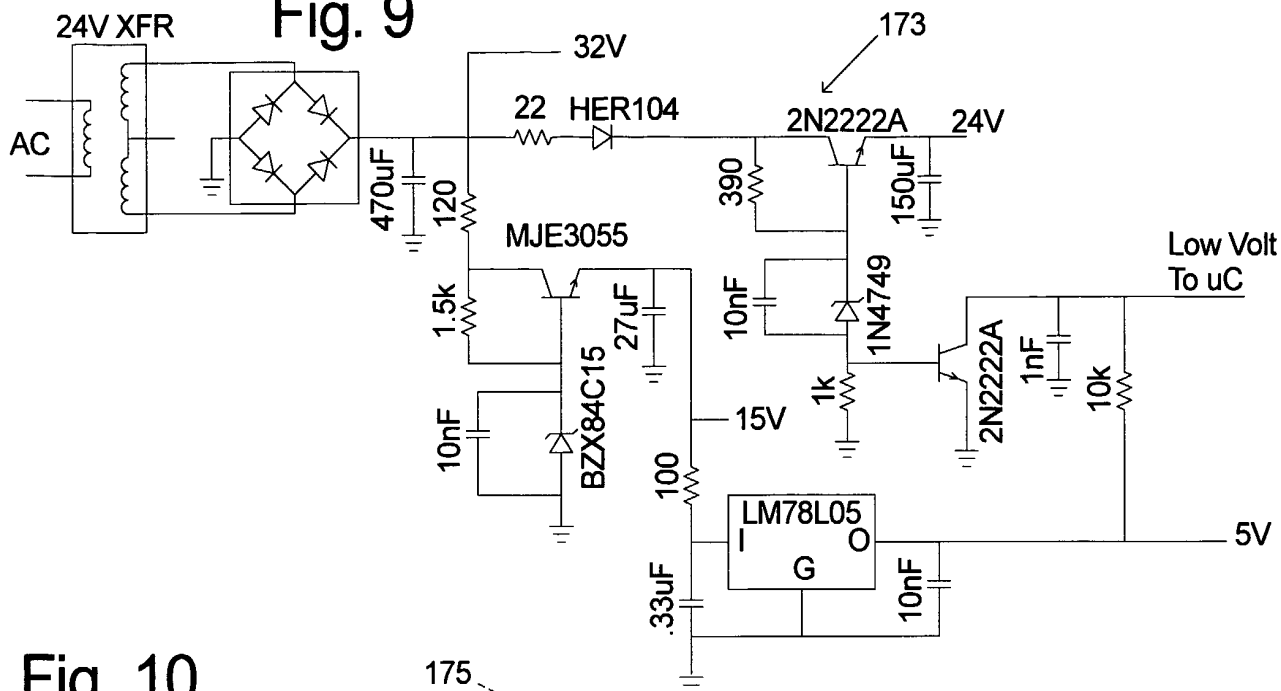 Fig. 9
24V XFR
173
32V
22 HER104
2N2222A
24V
AC
470uF
120
390
150uF
MJE3055
Low Volt
To uC
1.5k
27uF
10nF
1N4749
1nF
10k
2N2222A
1k
15V
10nF
BZX84C15
100
LM78L05
I O
G
5V
.33uF
10nF
Fig. 10
175